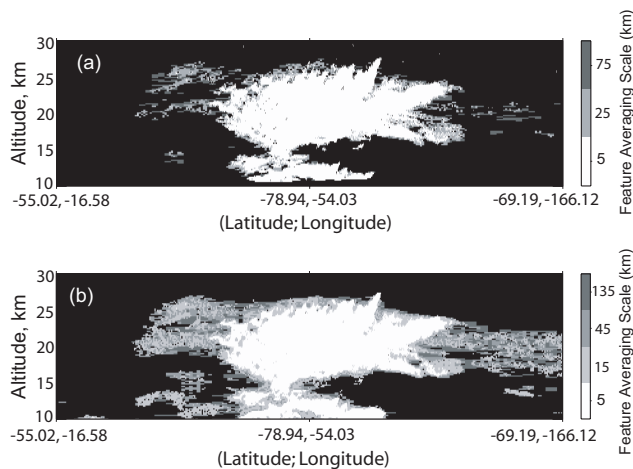 (a)
Altitude, km
30
25
20
15
10
-55.02,-16.58
-78.94,-54.03
-69.19,-166.12
(Latitude; Longitude)
75
25
5
Feature Averaging Scale (km)
(b)
Altitude, km
30
25
20
15
10
-55.02,-16.58
-78.94,-54.03
-69.19,-166.12
(Latitude; Longitude)
135
45
15
5
Feature Averaging Scale (km)